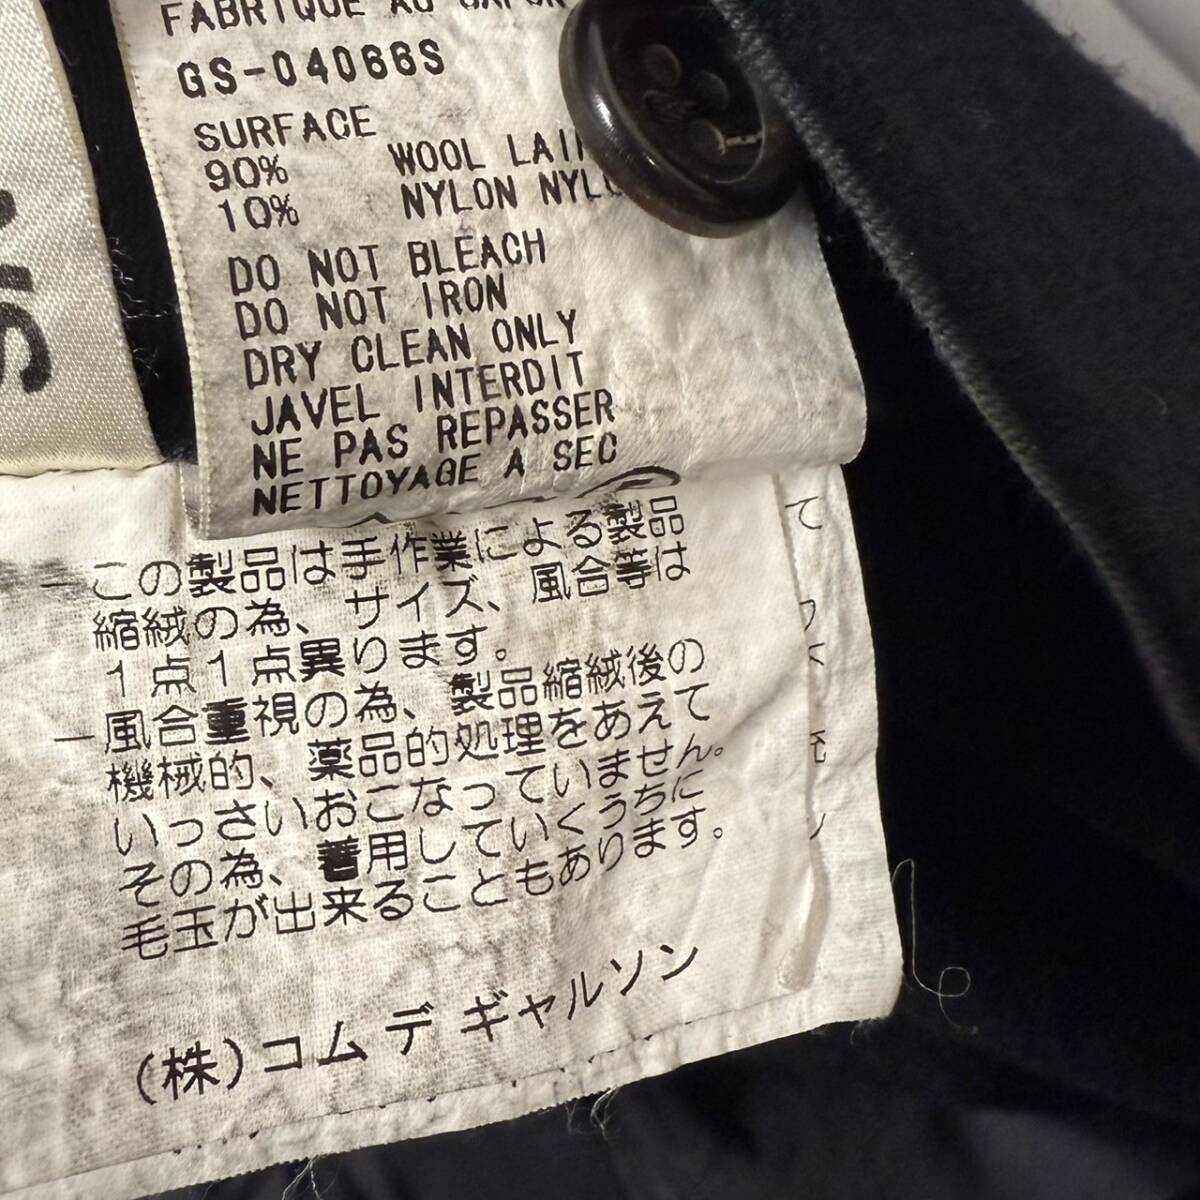 FABRIQUE AU JAPON
GS-04066S
SURFACE
90% WOOL LAI
10% NYLON NYL
DO NOT BLEACH
DO NOT IRON
DRY CLEAN ONLY
JAVEL INTERDIT
NE PAS REPASSER
NETTOYAGE A SEC
－この製品は手作業による製品
縮絨の為、サイズ、風合等は
1点1点異ります。
－風合重視の為、製品縮絨後の
機械的、薬品的処理をあえて
いっさいおこなっていません。
その為、着用していくうちに
毛玉が出来ることもあります。
(株)コム デ ギャルソン
て